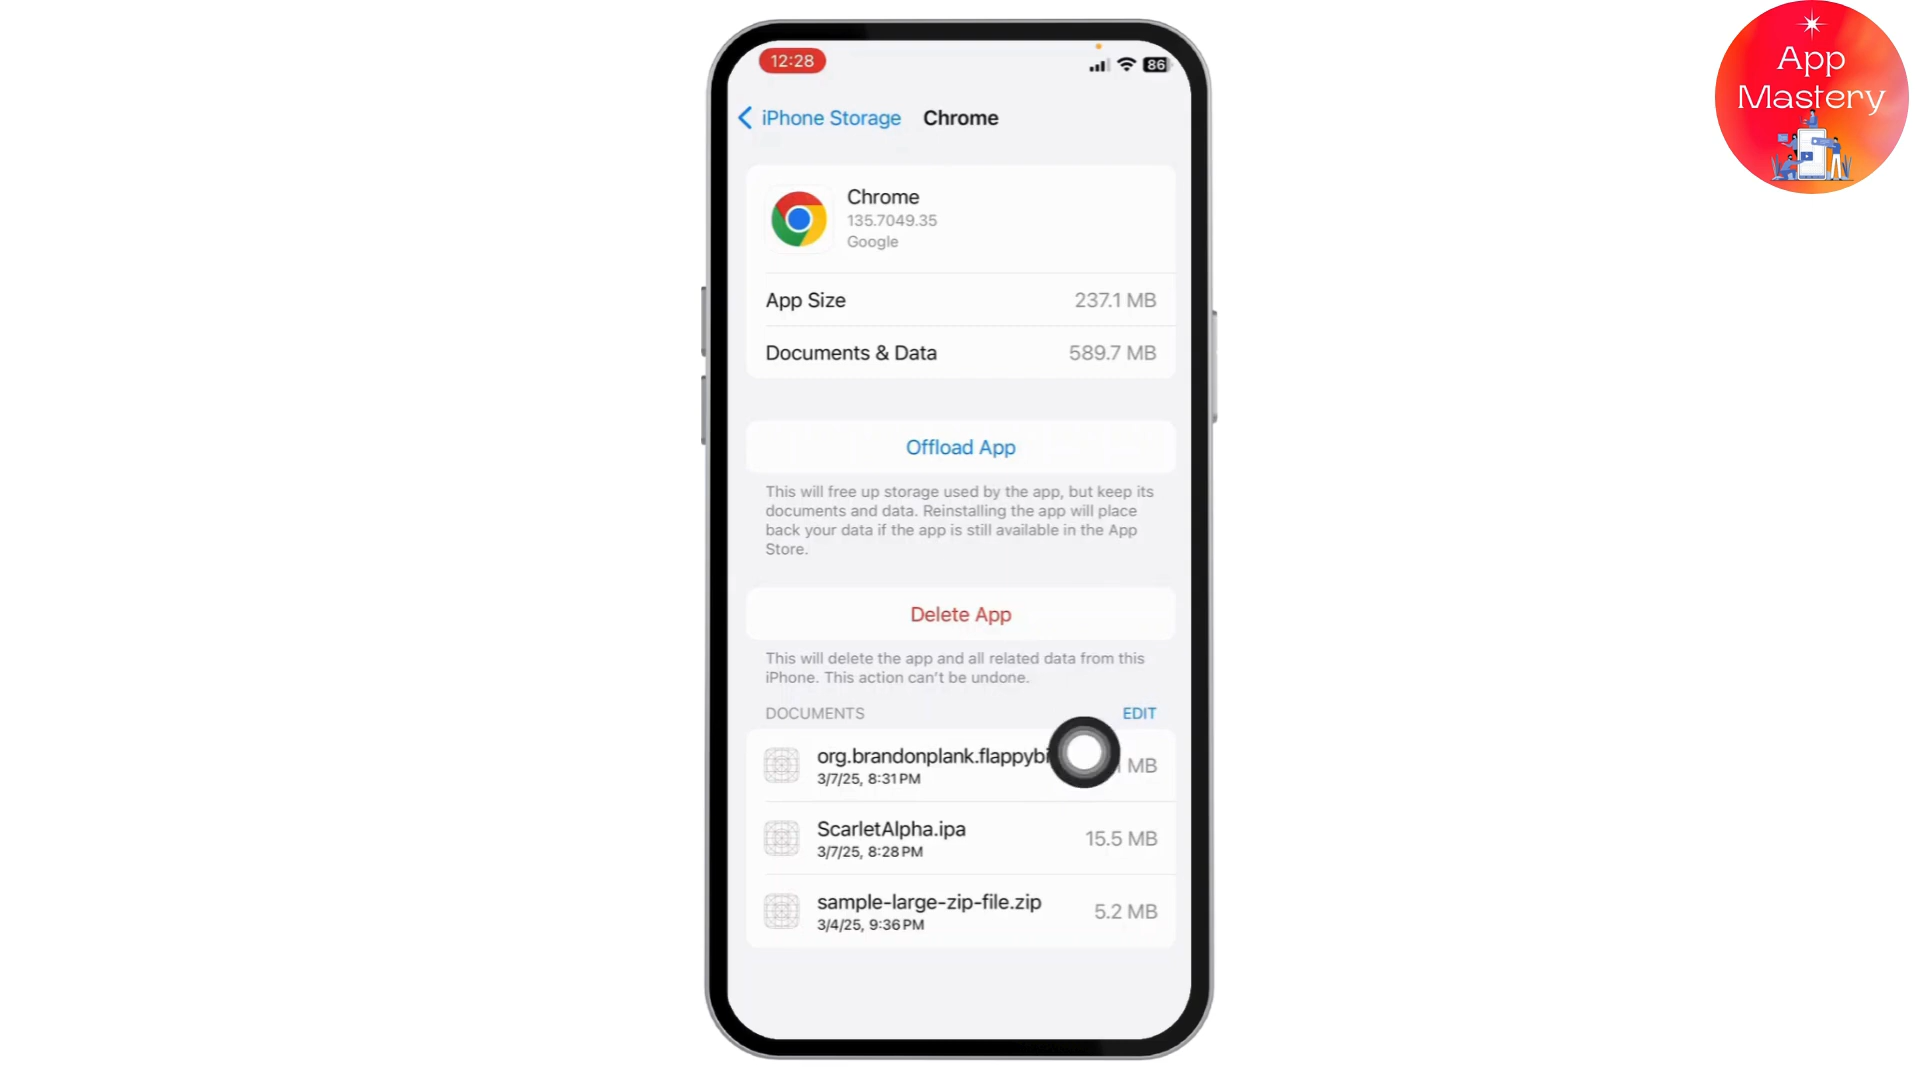 12:28
86
iPhone Storage
Chrome
Chrome
135.7049.35
Google
App Size
237.1 MB
Documents & Data
589.7 MB
Offload App
This will free up storage used by the app, but keep its
documents and data. Reinstalling the app will place
back your data if the app is still available in the App
Store.
Delete App
This will delete the app and all related data from this
iPhone. This action can't be undone.
DOCUMENTS
EDIT
org.brandonplank.flappybi
MB
3/7/25, 8:31 PM
ScarletAlpha.ipa
15.5 MB
3/7/25, 8:28 PM
sample-large-zip-file.zip
5.2 MB
3/4/25, 9:36 PM
App
Mastery